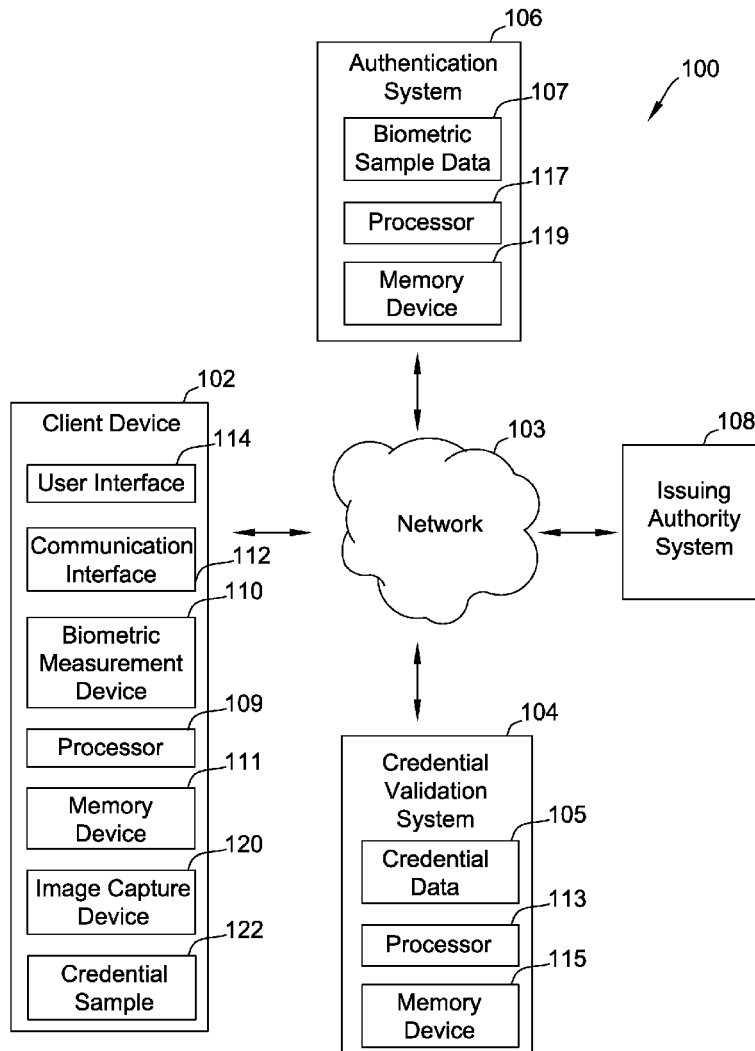 106
Authentication
System
100
107
Biometric
Sample Data
117
Processor
119
Memory
Device
102
Client Device
114
User Interface
Communication
Interface
112
110
Biometric
Measurement
Device
109
Processor
111
Memory
Device
120
Image Capture
Device
122
Credential
Sample
103
Network
108
Issuing
Authority
System
104
Credential
Validation
System
105
Credential
Data
113
Processor
115
Memory
Device